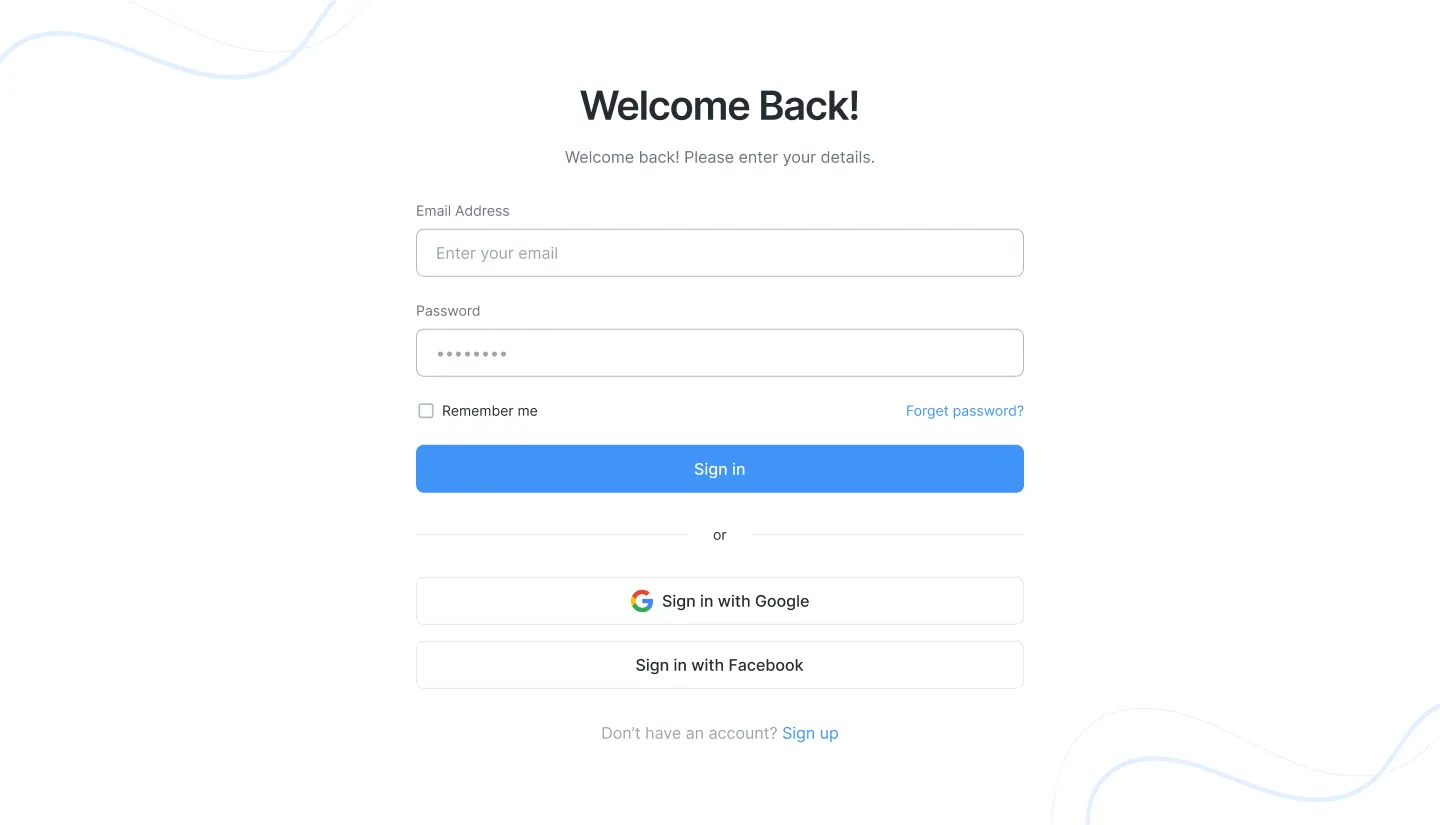 Welcome Back!
Welcome back! Please enter your details.
Email Address
Enter your email
Password
••••••••
Remember me
Forget password?
Sign in
or
Sign in with Google
Sign in with Facebook
Don’t have an account? Sign up